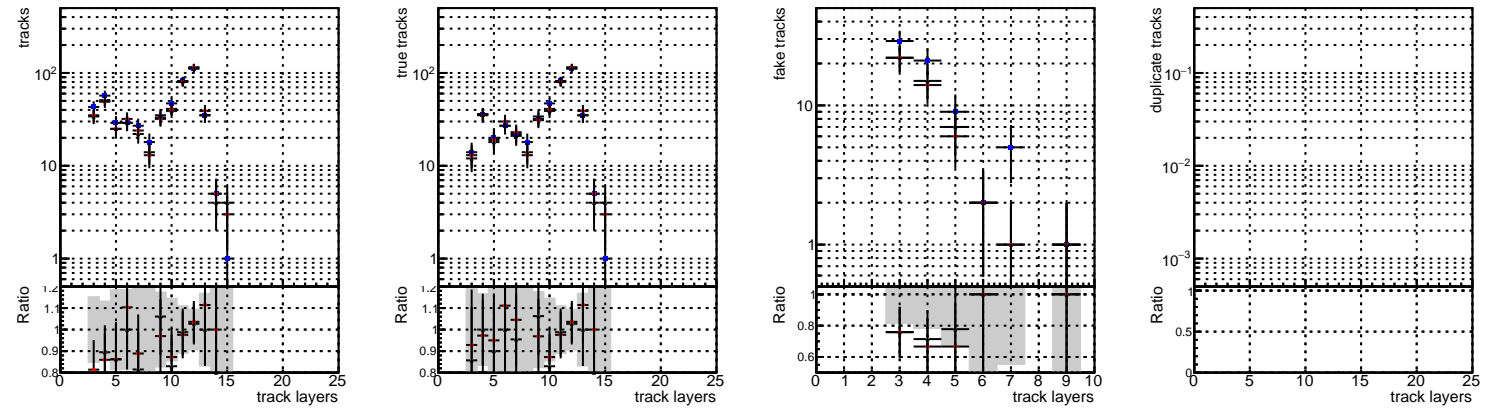 tracks
10²
10
1
Ratio
1.2
1.1
1
0.9
0.8
0 5 10 15 20 25
track layers
true tracks
10²
10
1
Ratio
1.2
1.1
1
0.9
0.8
0 5 10 15 20 25
track layers
fake tracks
10
1
Ratio
1
0.8
0.6
0 1 2 3 4 5 6 7 8 9 10
track layers
duplicate tracks
10⁻¹
10⁻²
10⁻³
Ratio
1
0.5
0
0 5 10 15 20 25
track layers